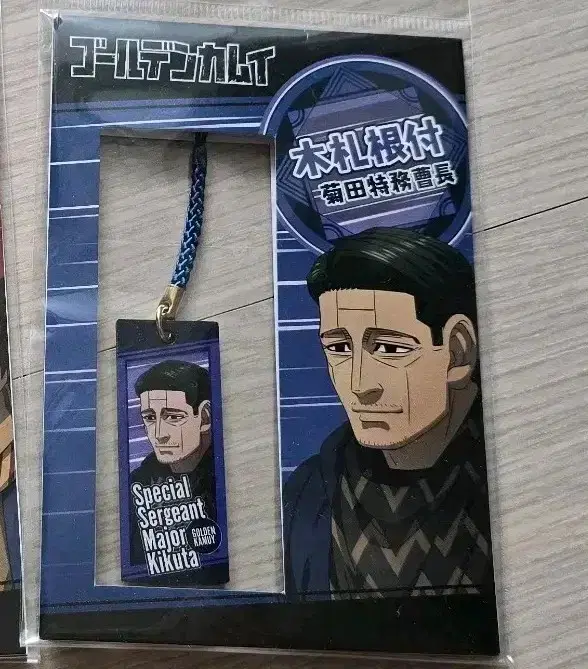 ゴールデンカムイ
木札根付
菊田特務曹長
Special
Sergeant
Major
Kikuta
GOLDEN
KAMUY